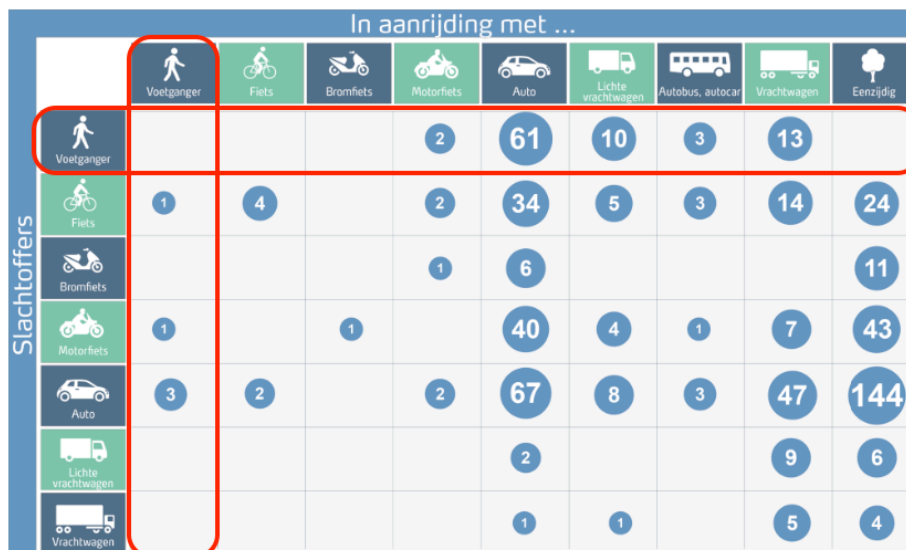 In aanrijding met ...
Voetganger Fiets Bromfiets Motorfiets Auto Lichte vrachtwagen Autobus, autocar Vrachtwagen Eenzijdig
Slachtoffers
Voetganger 2 61 10 3 13
Fiets 1 4 2 34 5 3 14 24
Bromfiets 1 6 11
Motorfiets 1 1 40 4 1 7 43
Auto 3 2 2 67 8 3 47 144
Lichte vrachtwagen 2 9 6
Vrachtwagen 1 1 5 4